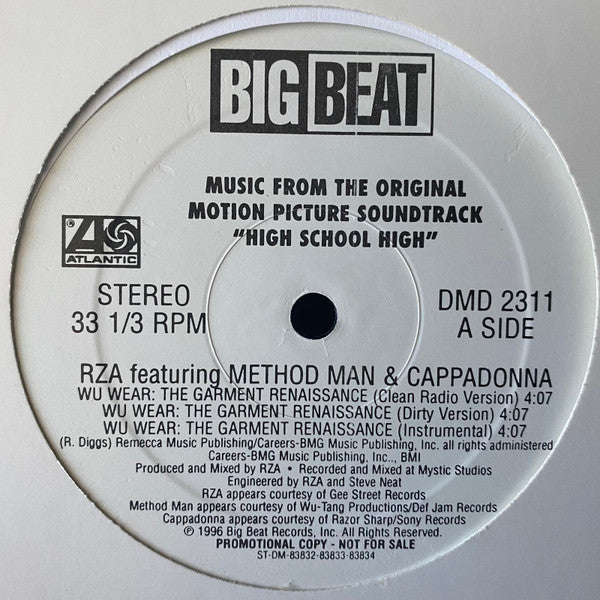 BIG BEAT
MUSIC FROM THE ORIGINAL
MOTION PICTURE SOUNDTRACK
"HIGH SCHOOL HIGH"
ATLANTIC
STEREO
33 1/3 RPM
DMD 2311
A SIDE
RZA featuring METHOD MAN & CAPPADONNA
WU WEAR: THE GARMENT RENAISSANCE (Clean Radio Version) 4:07
WU WEAR: THE GARMENT RENAISSANCE (Dirty Version) 4:07
WU WEAR: THE GARMENT RENAISSANCE (Instrumental) 4:07
(R. Diggs) Remecca Music Publishing/Careers-BMG Music Publishing, Inc. all rights administered
Careers-BMG Music Publishing, Inc.,, BMI
Produced and Mixed by RZA • Recorded and Mixed at Mystic Studios
Engineered by RZA and Steve Neat
RZA appears courtesy of Gee Street Records
Method Man appears courtesy of Wu-Tang Productions/Def Jam Records
Cappadonna appears courtesy of Razor Sharp/Sony Records
℗ 1996 Big Beat Records, Inc. All Rights Reserved.
PROMOTIONAL COPY - NOT FOR SALE
ST-DM-83832-83833-83834